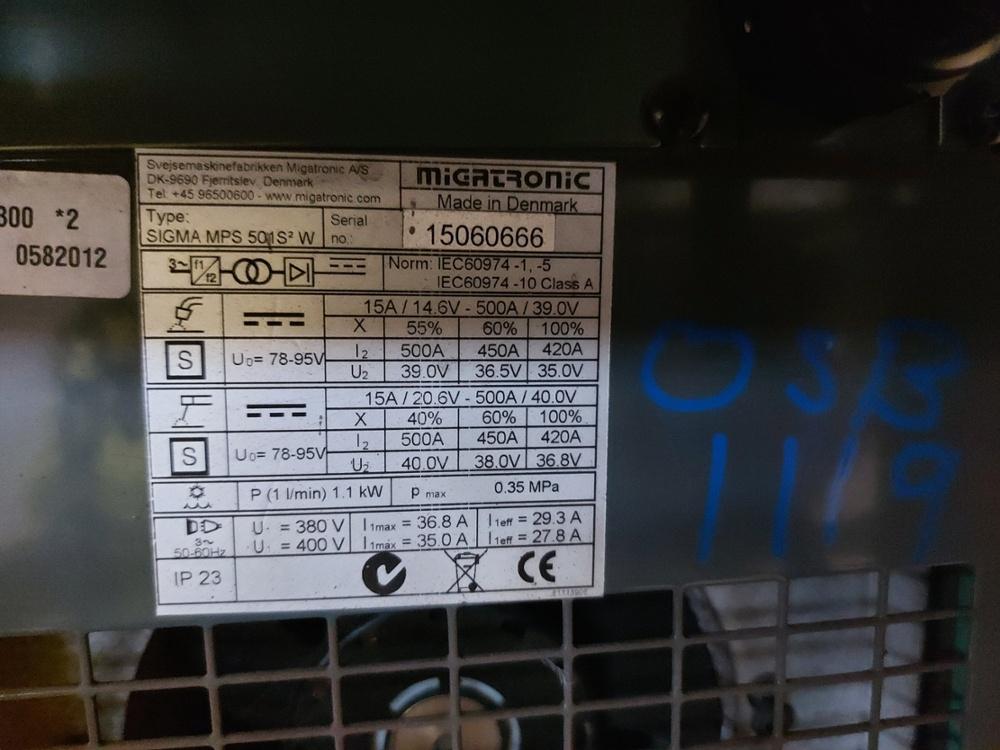 300 *2
0582012
Svejsemaskinefabrikken Migatronic A/S
DK-9690 Fjerritslev, Denmark
Tel. +45 96500600 - www.migatronic.com
MIGATRONIC
Made in Denmark
Type:
SIGMA MPS 501S² W
Serial
no.:
15060666
3~ f1
f2
Norm: IEC60974 -1, -5
IEC60974 -10 Class A
15A / 14.6V - 500A / 39.0V
X 55% 60% 100%
S U₀= 78-95V
I₂ 500A 450A 420A
U₂ 39.0V 36.5V 35.0V
15A / 20.6V - 500A / 40.0V
X 40% 60% 100%
S U₀= 78-95V
I₂ 500A 450A 420A
U₂ 40.0V 38.0V 36.8V
P (1 l/min) 1.1 kW p max 0.35 MPa
3~
50-60Hz
U₁ = 380 V I1max = 36.8 A I1eff = 29.3 A
U₁ = 400 V I1max = 35.0 A I1eff = 27.8 A
IP 23 CE
OSB
1119